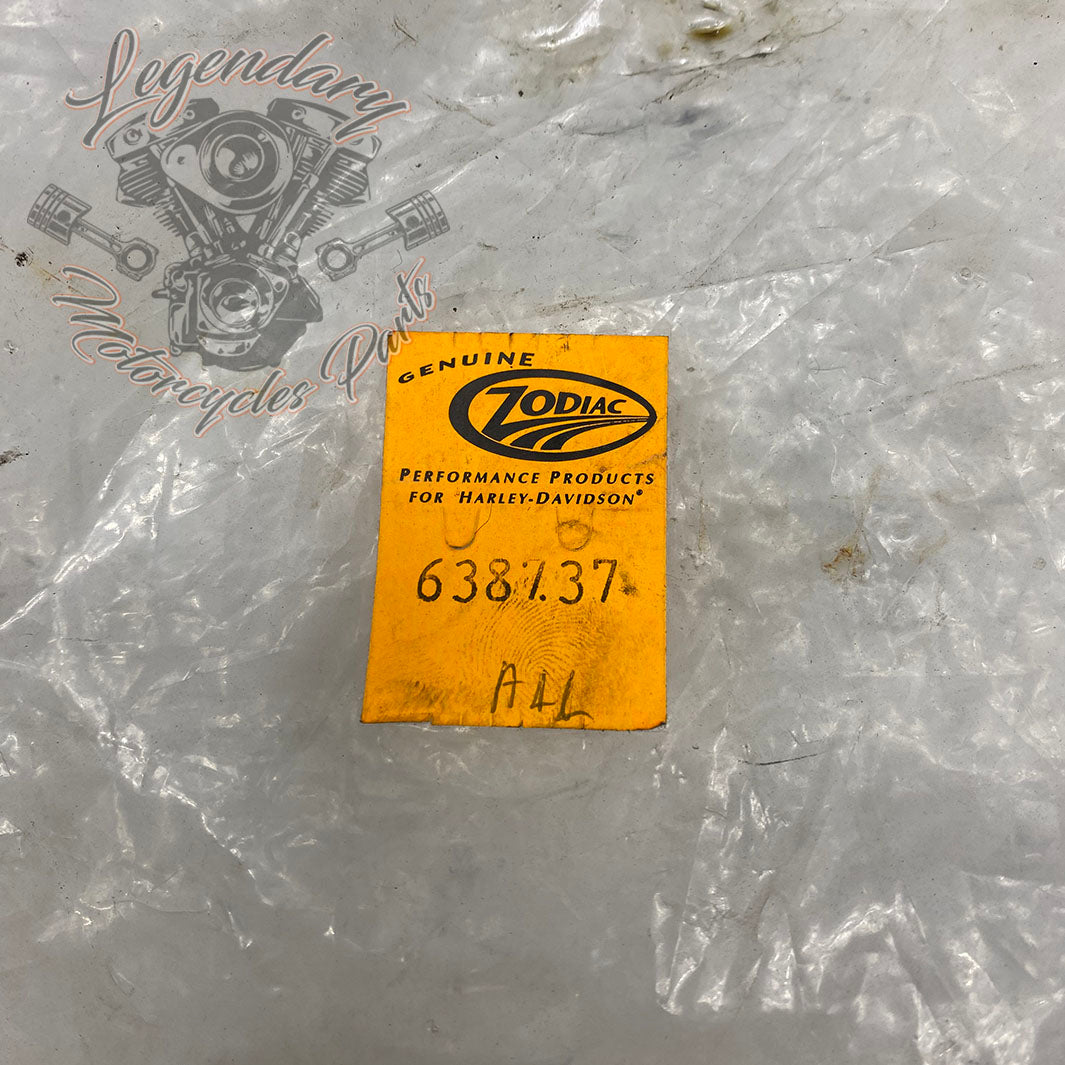 Legendary
Motorcycles Parts
GENUINE
ZODIAC
PERFORMANCE PRODUCTS
FOR HARLEY-DAVIDSON®
638737
ALL